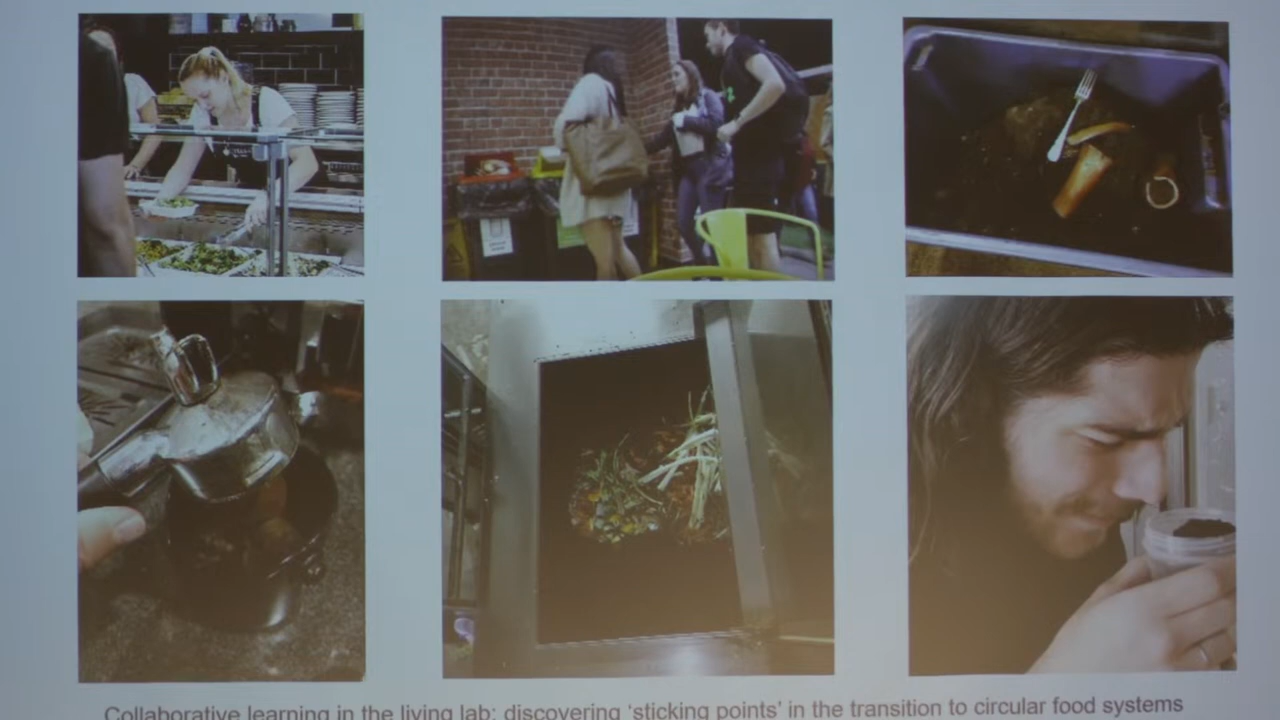 Collaborative learning in the living lab: discovering 'sticking points' in the transition to circular food systems